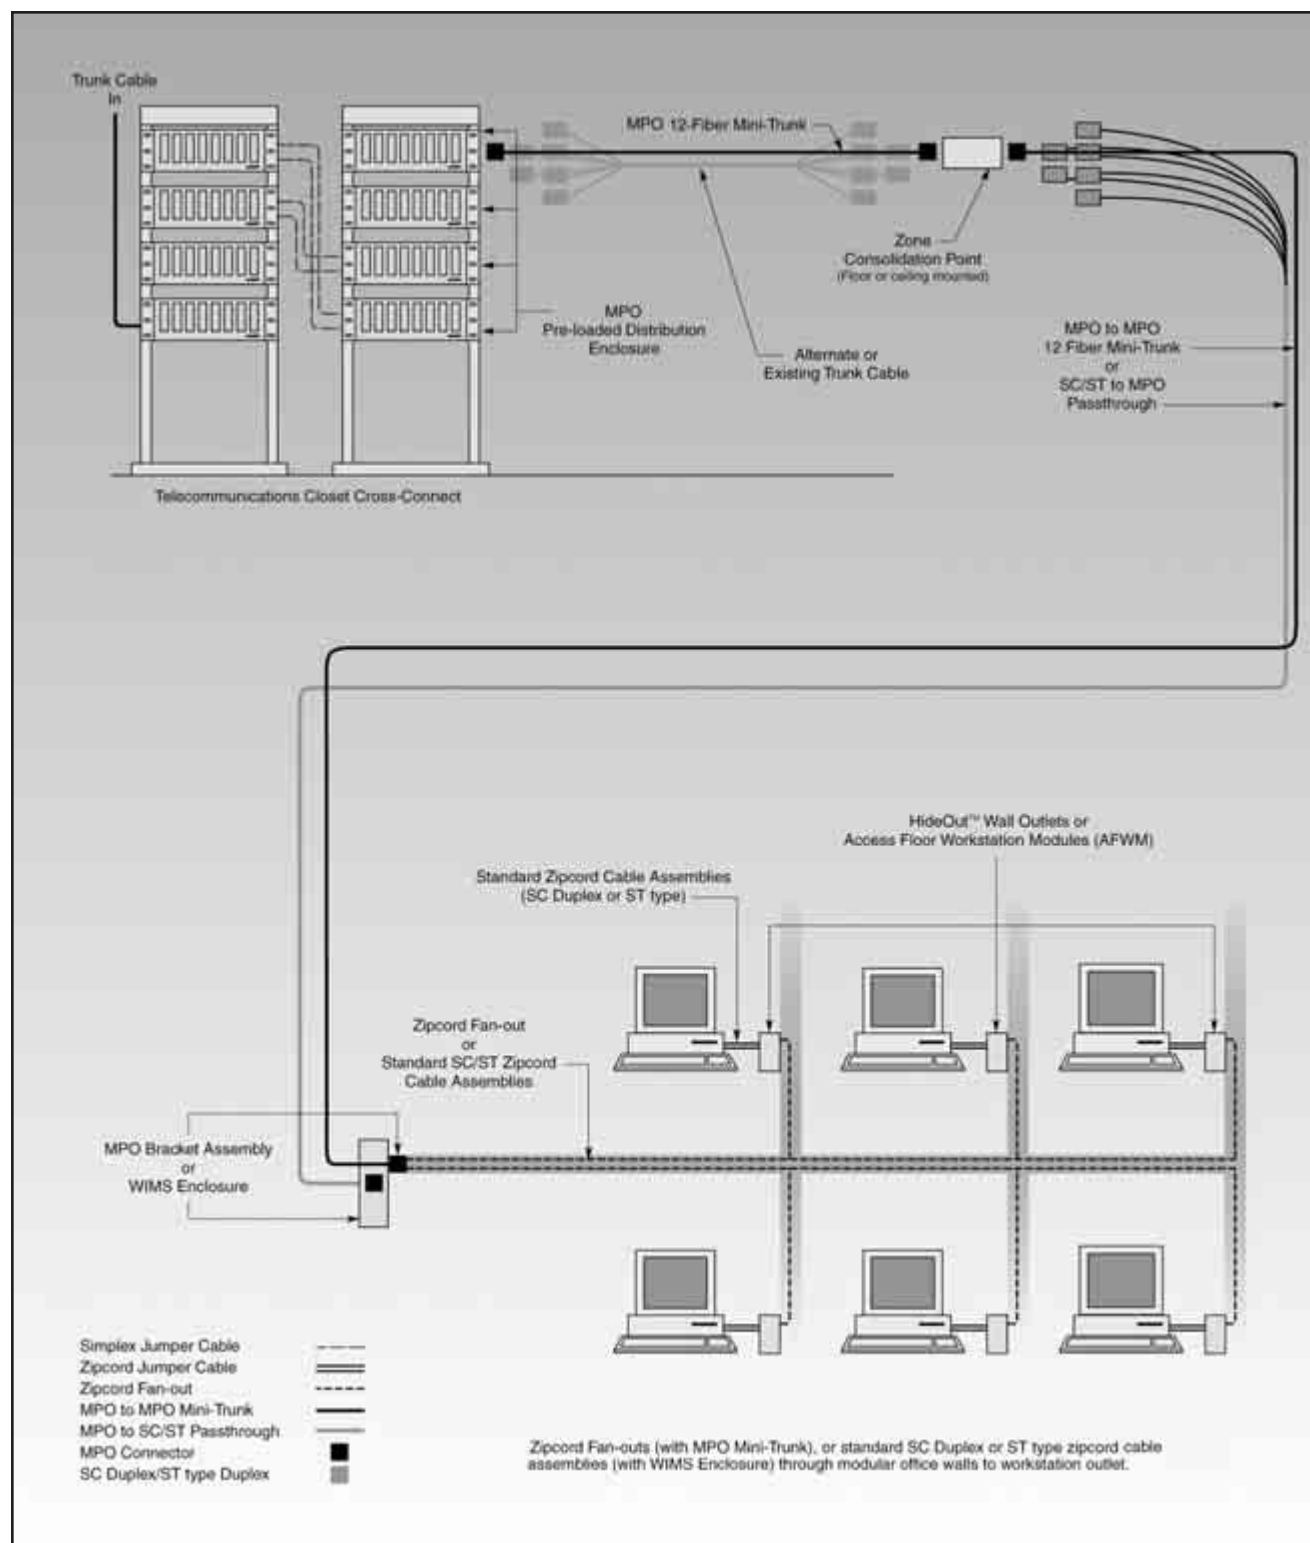 Trunk Cable
In
MPO 12-Fiber Mini-Trunk
Zone
Consolidation Point
(Floor or ceiling mounted)
MPO
Pre-loaded Distribution
Enclosure
Alternate or
Existing Trunk Cable
MPO to MPO
12 Fiber Mini-Trunk
or
SC/ST to MPO
Passthrough
Telecommunications Closet Cross-Connect
HideOut™ Wall Outlets or
Access Floor Workstation Modules (AFWM)
Standard Zipcord Cable Assemblies
(SC Duplex or ST type)
Zipcord Fan-out
or
Standard SC/ST Zipcord
Cable Assemblies
MPO Bracket Assembly
or
WIMS Enclosure
Simplex Jumper Cable
Zipcord Jumper Cable
Zipcord Fan-out
MPO to MPO Mini-Trunk
MPO to SC/ST Passthrough
MPO Connector
SC Duplex/ST type Duplex
Zipcord Fan-outs (with MPO Mini-Trunk), or standard SC Duplex or ST type zipcord cable
assemblies (with WIMS Enclosure) through modular office walls to workstation outlet.